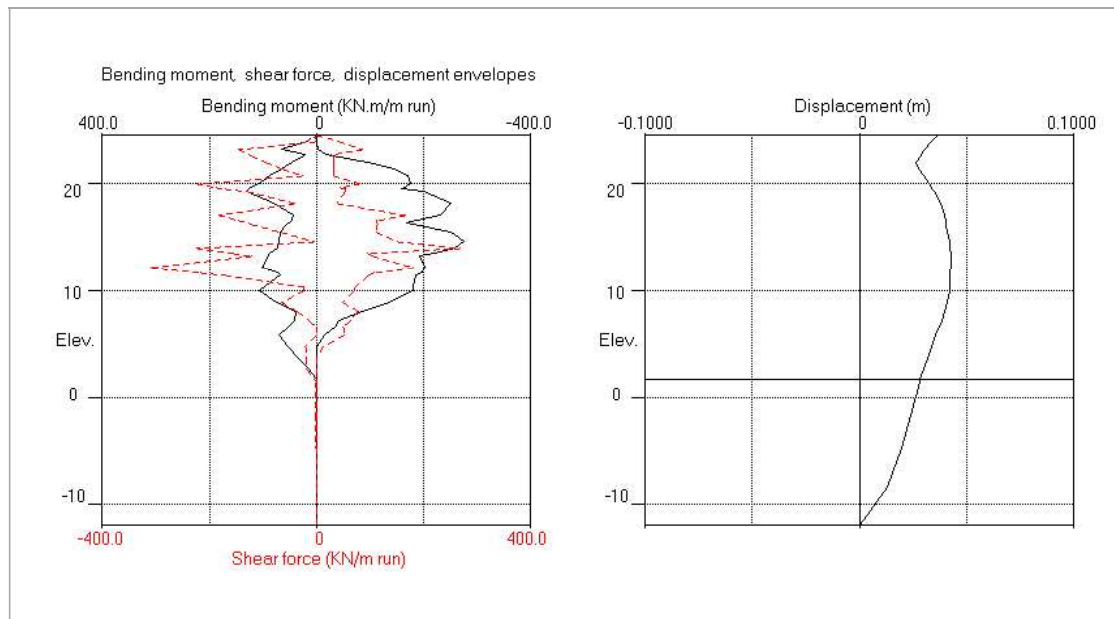 Bending moment, shear force, displacement envelopes
Bending moment (KN.m/m run)
400.0 0 -400.0
20
10
Elev.
0
-10
-400.0 0 400.0
Shear force (KN/m run)
Displacement (m)
-0.1000 0 0.1000
20
10
Elev.
0
-10